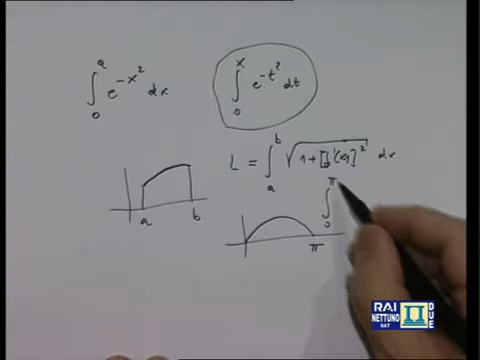 ∫₀ᵃ e^(-x²) dx
∫₀ˣ e^(-t²) dt
L = ∫ₐᵇ √(1+[f'(x)]²) dx
a b
∫₀^π
π
RAI
NETTUNO
SAT
DUE